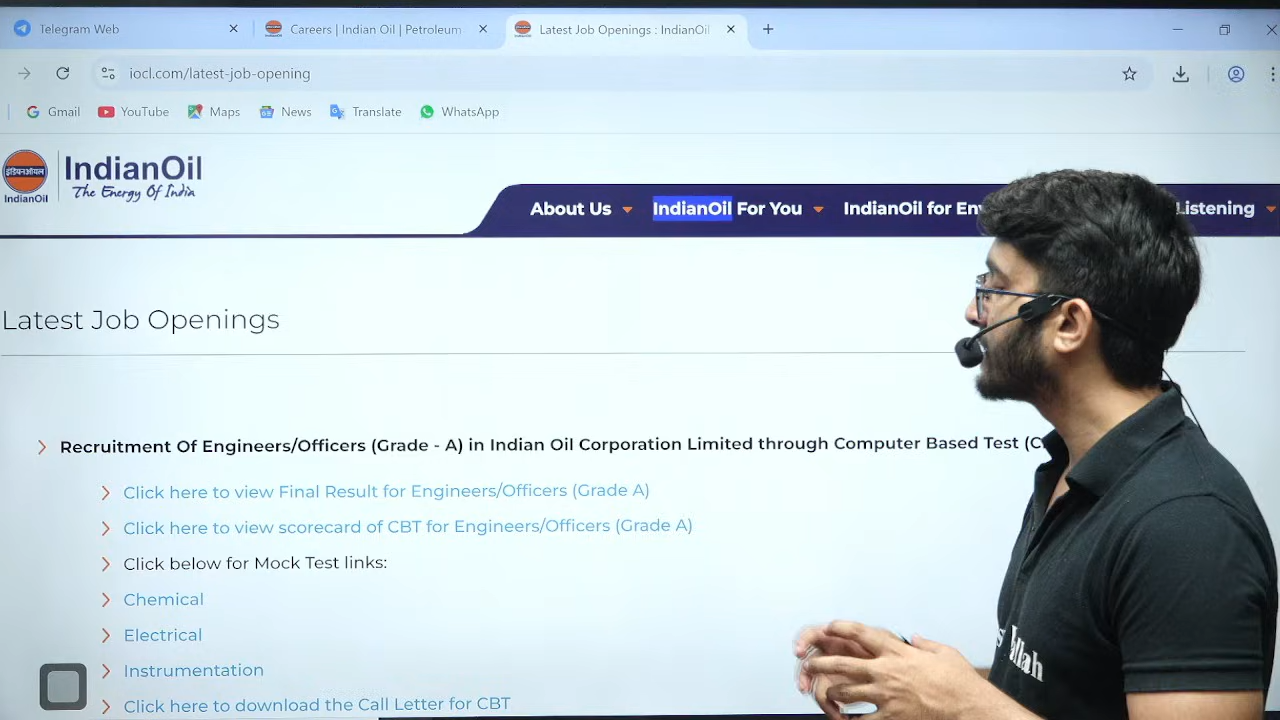 Telegram Web
Careers | Indian Oil | Petroleum
Latest Job Openings : IndianOil
iocl.com/latest-job-opening
Gmail
YouTube
Maps
News
Translate
WhatsApp
इंडियनऑयल
IndianOil
IndianOil
The Energy Of India
About Us
IndianOil For You
IndianOil for En
Listening
Latest Job Openings
Recruitment Of Engineers/Officers (Grade - A) in Indian Oil Corporation Limited through Computer Based Test (C
Click here to view Final Result for Engineers/Officers (Grade A)
Click here to view scorecard of CBT for Engineers/Officers (Grade A)
Click below for Mock Test links:
Chemical
Electrical
Instrumentation
Click here to download the Call Letter for CBT